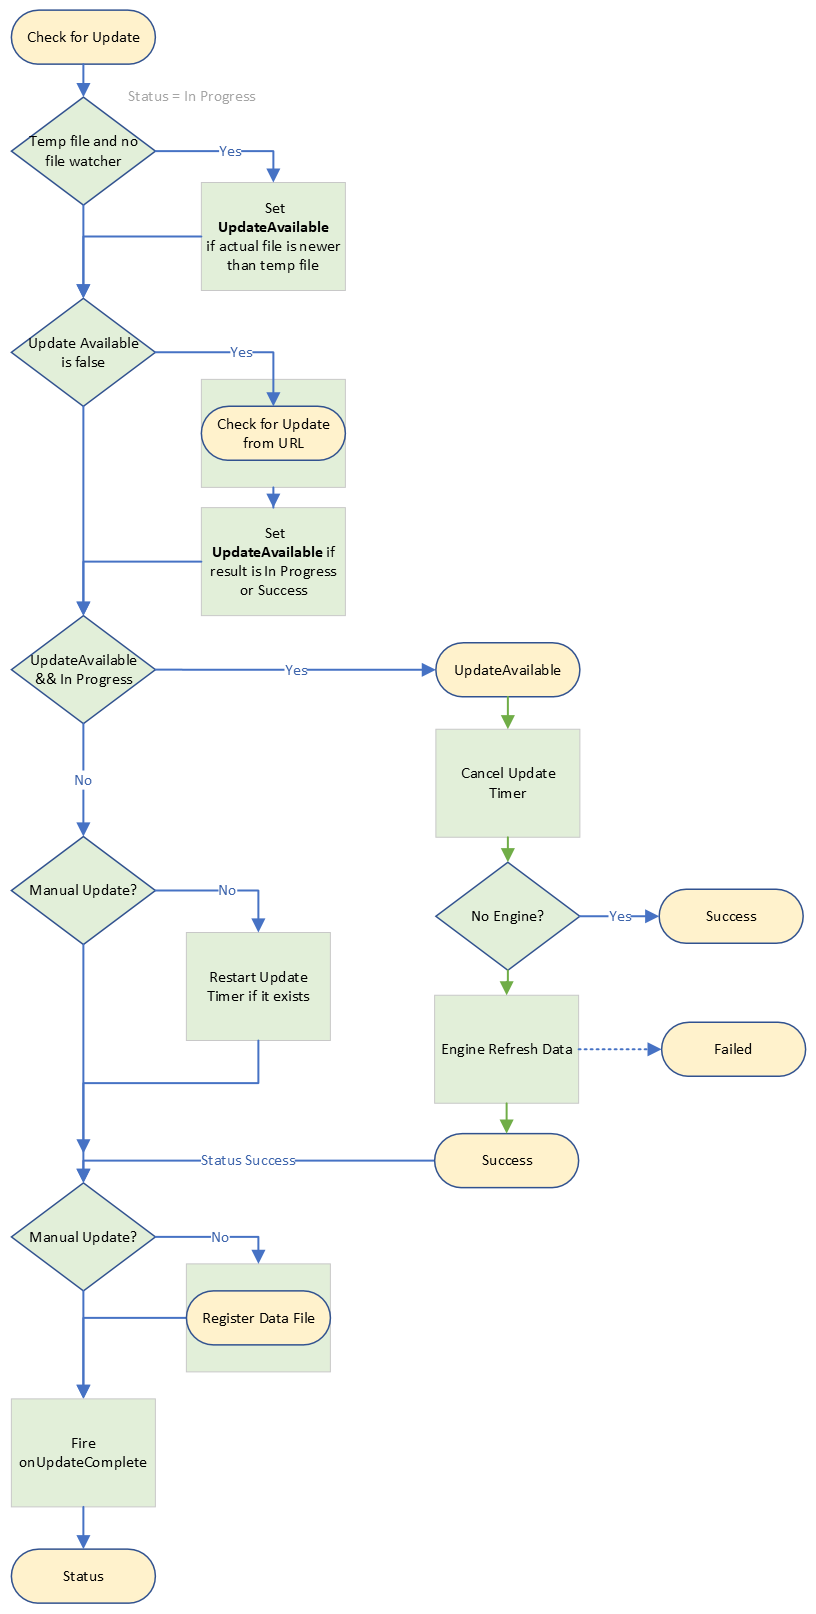 Check for Update
Status = In Progress
Temp file and no
file watcher
Yes
Set
UpdateAvailable
if actual file is newer
than temp file
Update Available
is false
Yes
Check for Update
from URL
Set
UpdateAvailable if
result is In Progress
or Success
UpdateAvailable
&& In Progress
Yes
UpdateAvailable
Cancel Update
Timer
No
Manual Update?
No
No Engine?
Yes
Success
Restart Update
Timer if it exists
Engine Refresh Data
Failed
Status Success
Success
Manual Update?
No
Register Data File
Fire
onUpdateComplete
Status